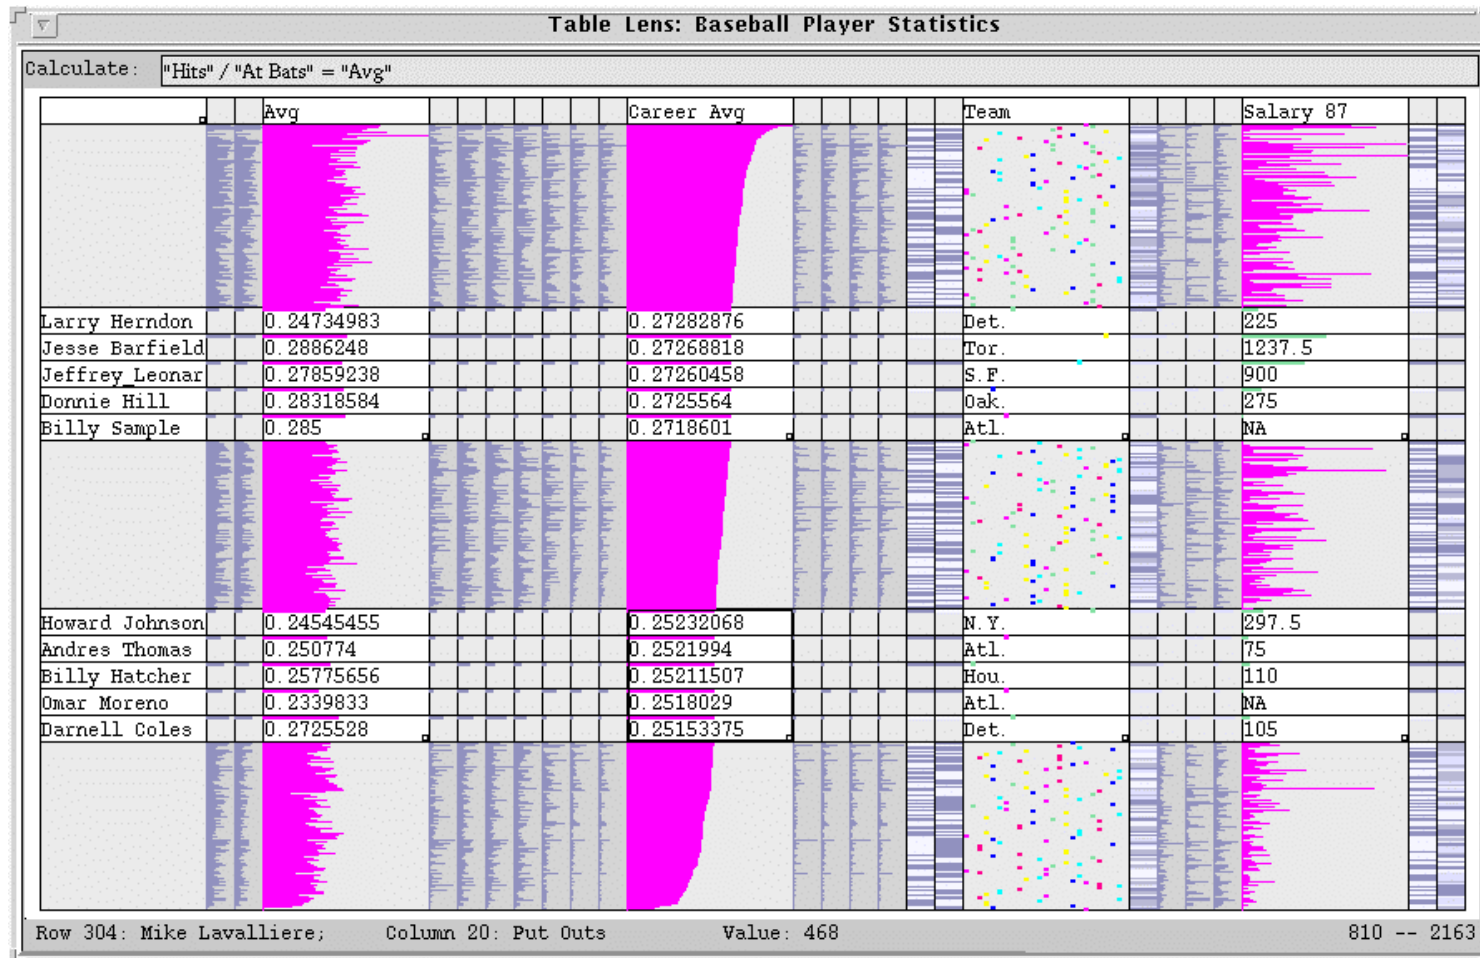 Table Lens: Baseball Player Statistics
Calculate: "Hits" / "At Bats" = "Avg"
Avg Career Avg Team Salary 87
Larry Herndon 0.24734983 0.27282876 Det. 225
Jesse Barfield 0.2886248 0.27268818 Tor. 1237.5
Jeffrey_Leonar 0.27859238 0.27260458 S.F. 900
Donnie Hill 0.28318584 0.2725564 Oak. 275
Billy Sample 0.285 0.2718601 Atl. NA
Howard Johnson 0.24545455 0.25232068 N.Y. 297.5
Andres Thomas 0.250774 0.2521994 Atl. 75
Billy Hatcher 0.25775656 0.25211507 Hou. 110
Omar Moreno 0.2339833 0.2518029 Atl. NA
Darnell Coles 0.2725528 0.25153375 Det. 105
Row 304: Mike Lavalliere; Column 20: Put Outs Value: 468 810 -- 2163